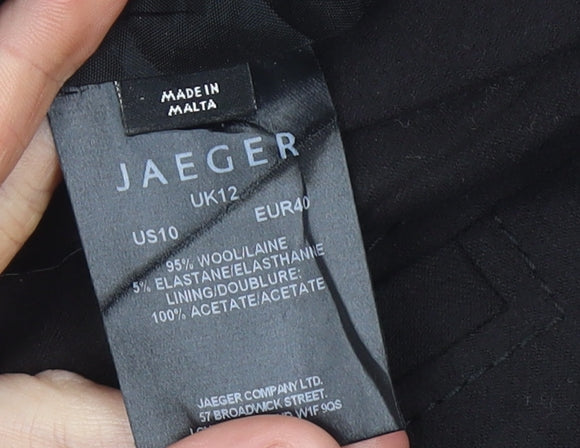 MADE IN
MALTA
JAEGER
UK12
US10 EUR40
95% WOOL/LAINE
5% ELASTANE/ELASTHANNE
LINING/DOUBLURE:
100% ACETATE/ACETATE
JAEGER COMPANY LTD.
57 BROADWICK STREET.
W1F 9QS